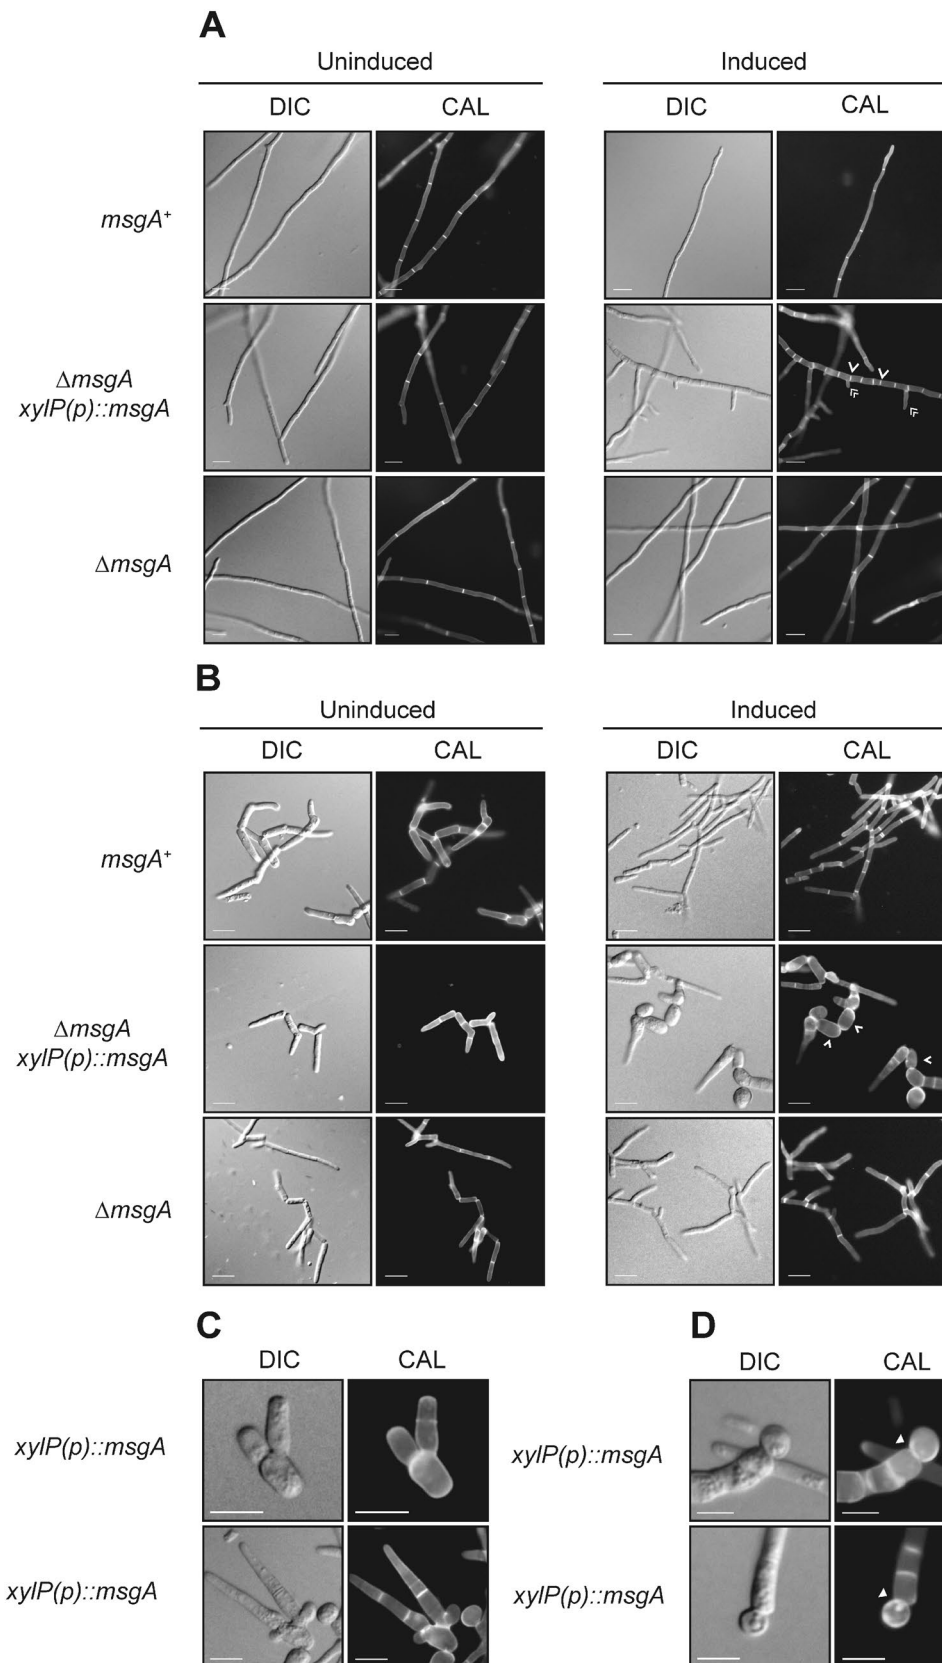 A
Uninduced Induced
DIC CAL DIC CAL
msgA⁺
ΔmsgA
xylP(p)::msgA
ΔmsgA
B
Uninduced Induced
DIC CAL DIC CAL
msgA⁺
ΔmsgA
xylP(p)::msgA
ΔmsgA
C D
DIC CAL DIC CAL
xylP(p)::msgA xylP(p)::msgA
xylP(p)::msgA xylP(p)::msgA